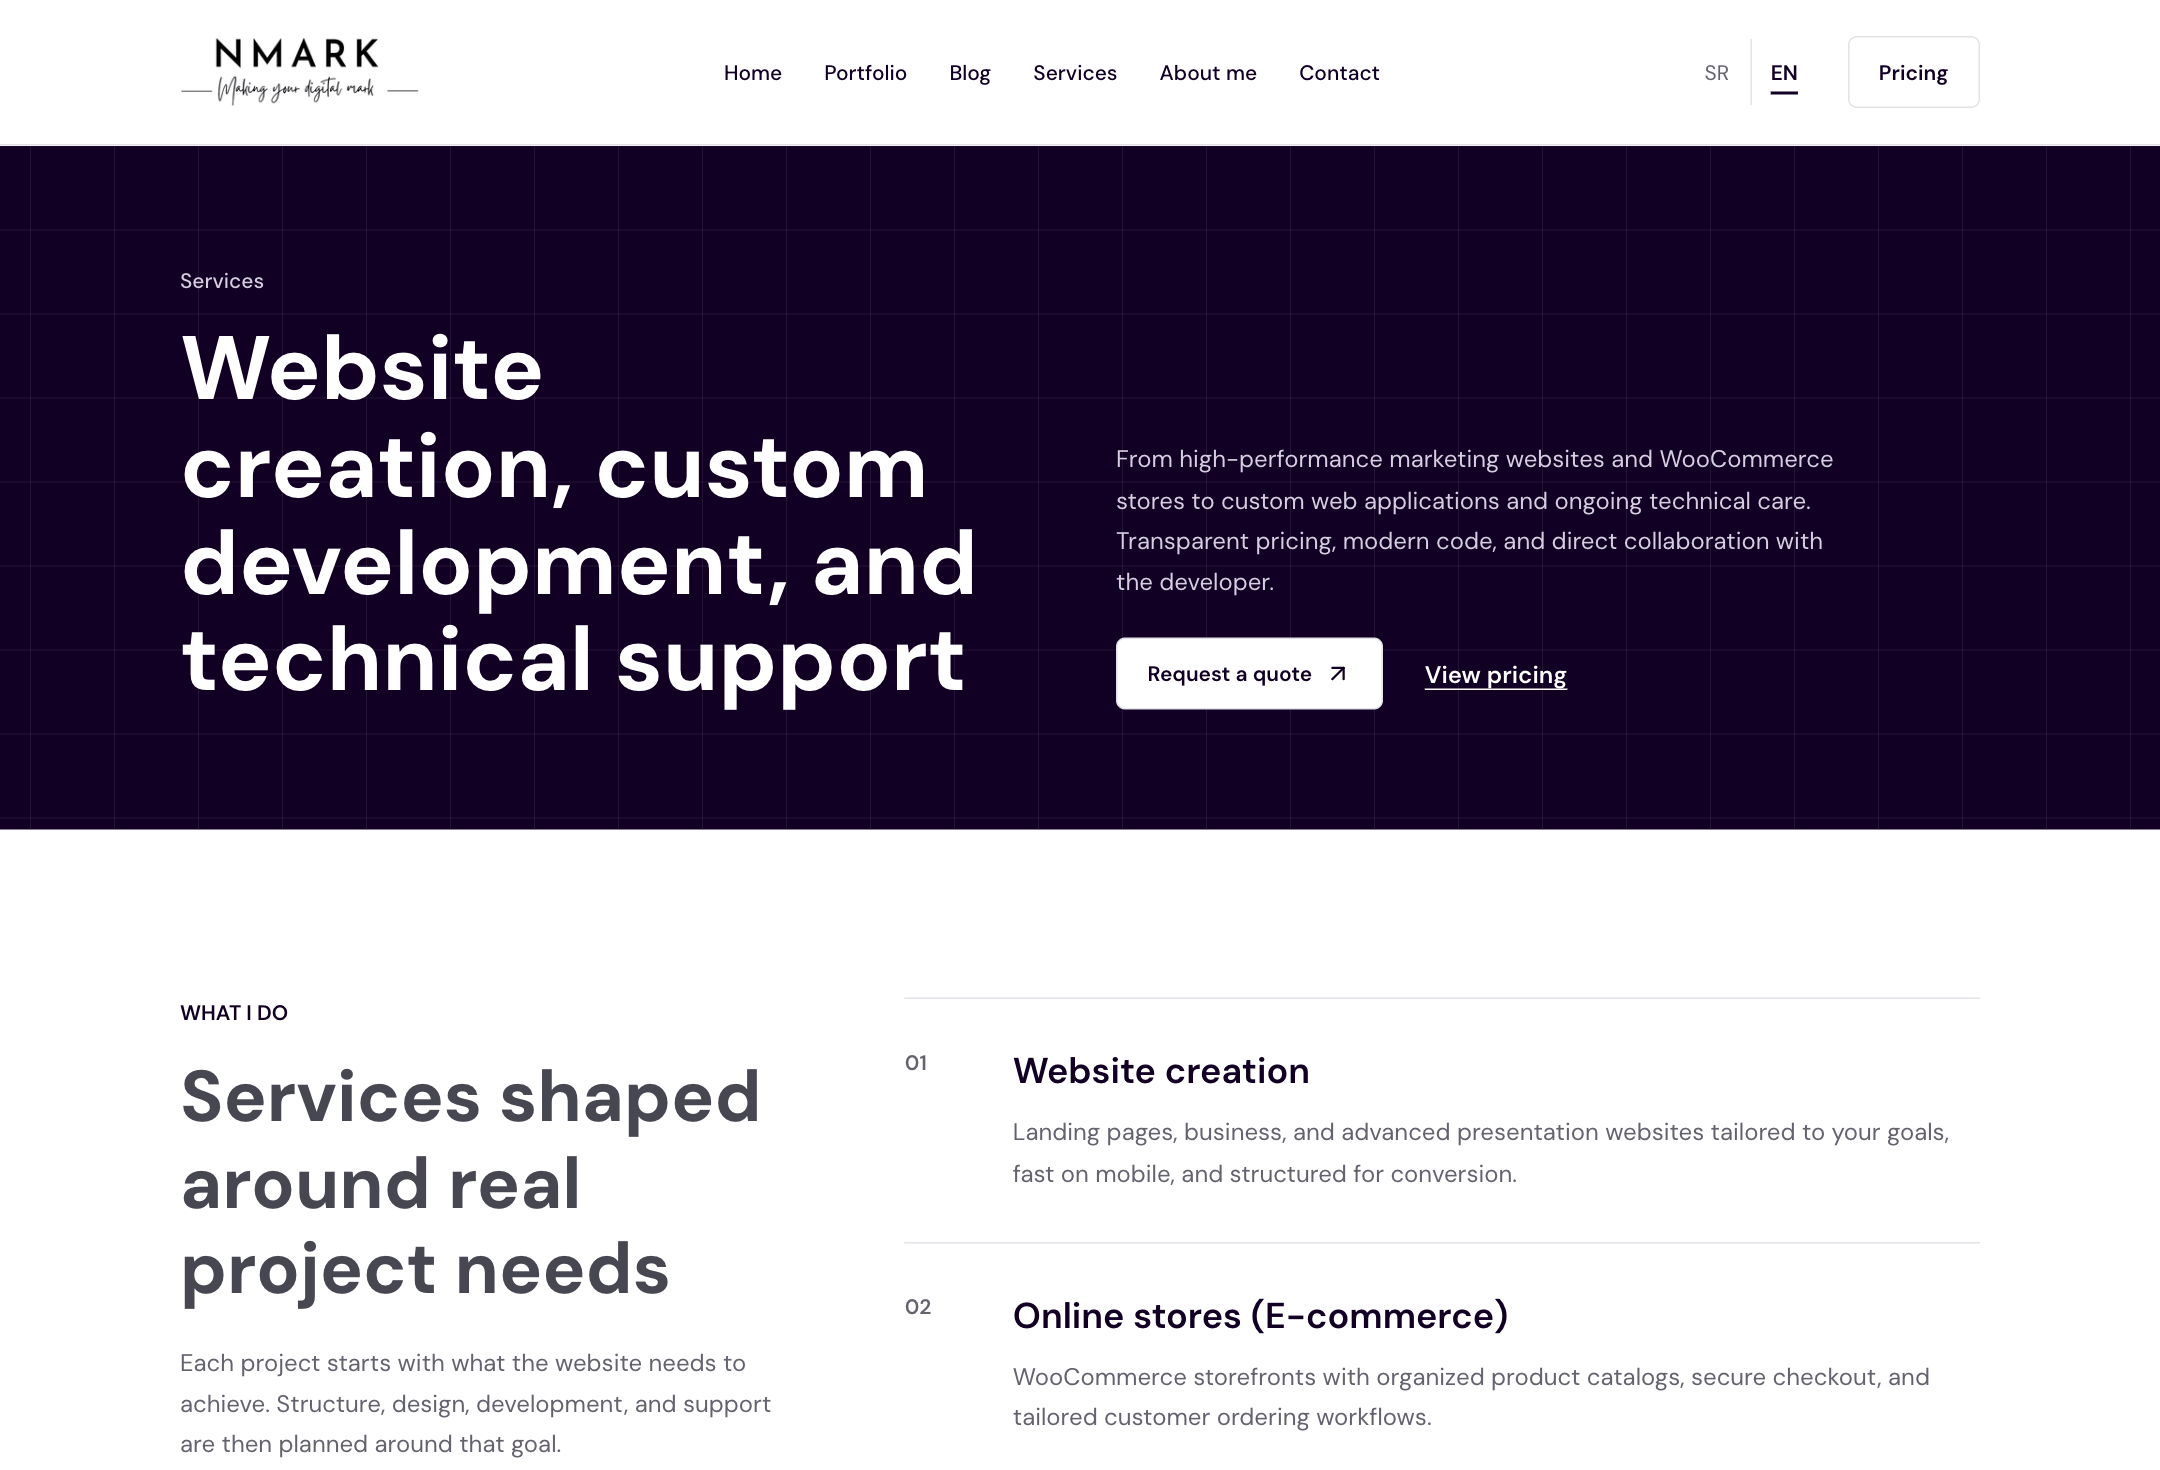 NMARK
Making your digital mark
Home
Portfolio
Blog
Services
About me
Contact
SR
EN
Pricing
Services
Website
creation, custom
development, and
technical support
From high-performance marketing websites and WooCommerce
stores to custom web applications and ongoing technical care.
Transparent pricing, modern code, and direct collaboration with
the developer.
Request a quote
View pricing
WHAT I DO
Services shaped
around real
project needs
Each project starts with what the website needs to
achieve. Structure, design, development, and support
are then planned around that goal.
01
Website creation
Landing pages, business, and advanced presentation websites tailored to your goals,
fast on mobile, and structured for conversion.
02
Online stores (E-commerce)
WooCommerce storefronts with organized product catalogs, secure checkout, and
tailored customer ordering workflows.